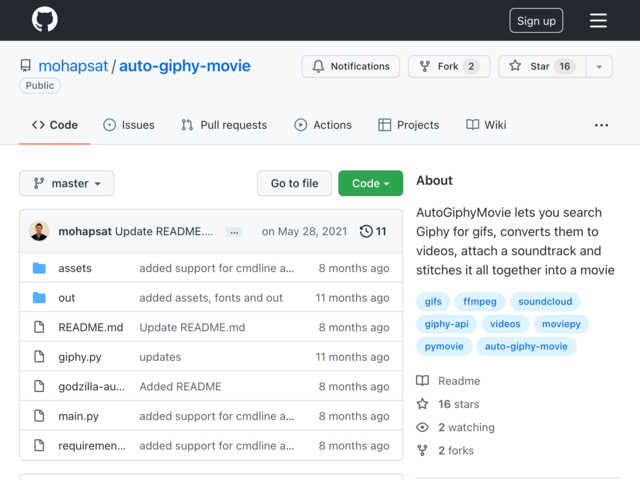 Sign up
mohapsat / auto-giphy-movie
Notifications
Fork 2
Star 16
Public
Code
Issues
Pull requests
Actions
Projects
Wiki
...
master
Go to file
Code
mohapsat Update README.... ... on May 28, 2021 11
assets added support for cmdline a... 8 months ago
out added assets, fonts and out 11 months ago
README.md Update README.md 8 months ago
giphy.py updates 11 months ago
godzilla-au... Added README 8 months ago
main.py added support for cmdline a... 8 months ago
requiremen... added support for cmdline a... 8 months ago
About
AutoGiphyMovie lets you search
Giphy for gifs, converts them to
videos, attach a soundtrack and
stitches it all together into a movie
gifs ffmpeg soundcloud
giphy-api videos moviepy
pymovie auto-giphy-movie
Readme
16 stars
2 watching
2 forks